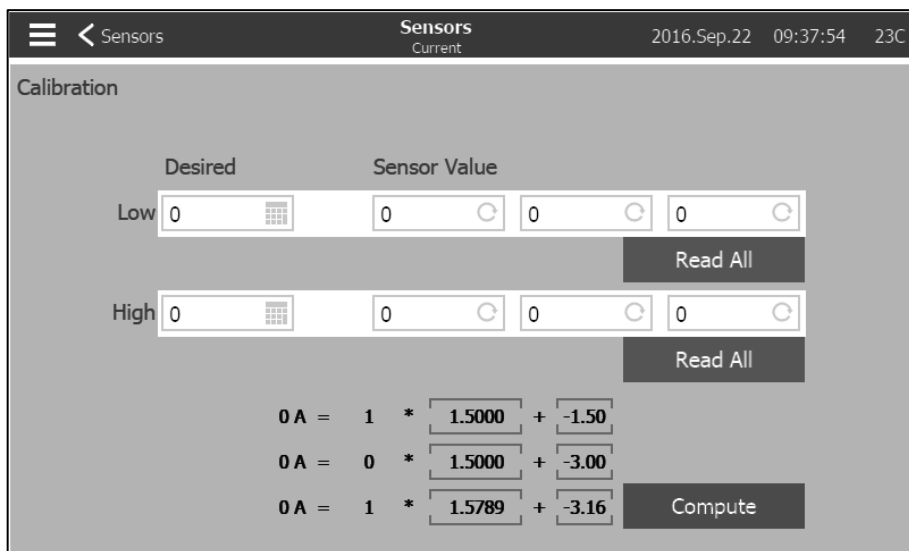 Sensors Sensors 2016.Sep.22 09:37:54 23C
Current
Calibration
Desired Sensor Value
Low 0 0 0 0
Read All
High 0 0 0 0
Read All
0 A = 1 * 1.5000 + -1.50
0 A = 0 * 1.5000 + -3.00
0 A = 1 * 1.5789 + -3.16 Compute